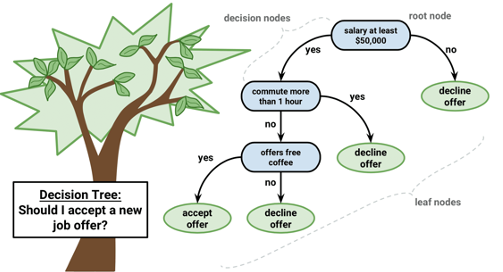 decision nodes
root node
salary at least
$50,000
yes
no
decline
offer
commute more
than 1 hour
yes
no
decline
offer
offers free
coffee
yes
no
accept
offer
decline
offer
leaf nodes
Decision Tree:
Should I accept a new
job offer?